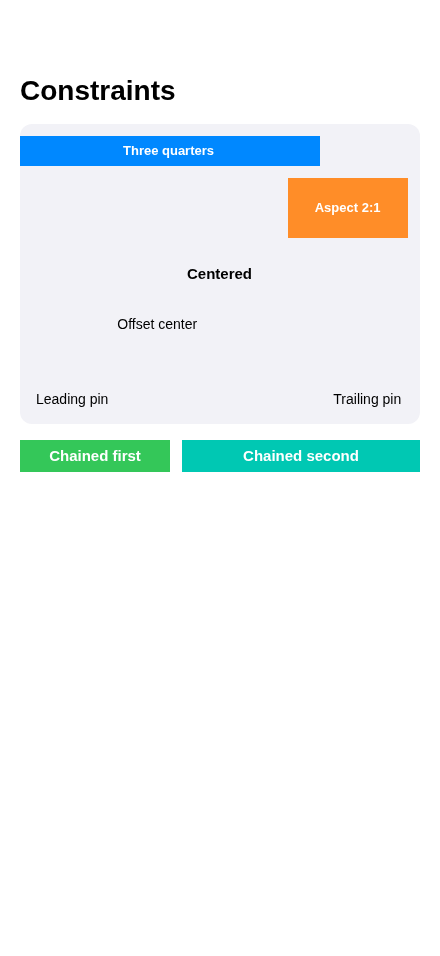 Constraints
Three quarters
Aspect 2:1
Centered
Offset center
Leading pin
Trailing pin
Chained first
Chained second